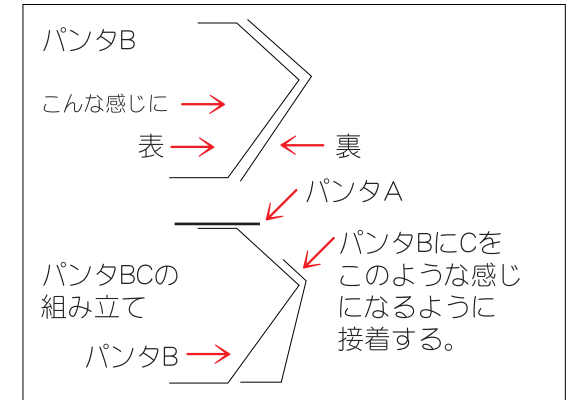 パンタB
こんな感じに
表
裏
パンタA
パンタBC の
組み立て
パンタBにCを
このような感じ
になるように
接着する。
パンタB